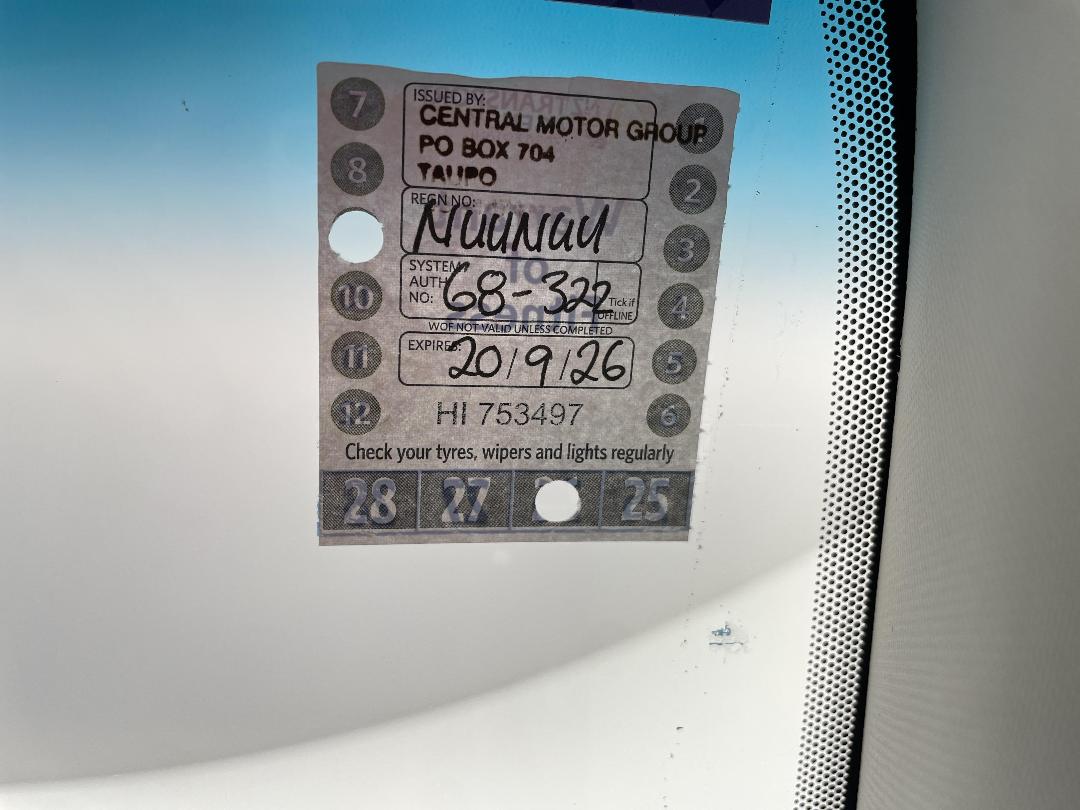 7
ISSUED BY:
CENTRAL MOTOR GROUP
PO BOX 704
TAUPO
8
2
REGN NO:
3
SYSTEM
AUTH
NO:
68-322
Tick if
OFFLINE
10
4
WOF NOT VALID UNLESS COMPLETED
11
EXPIRES:
20/9/26
5
12
HI 753497
6
Check your tyres, wipers and lights regularly
28 27 25